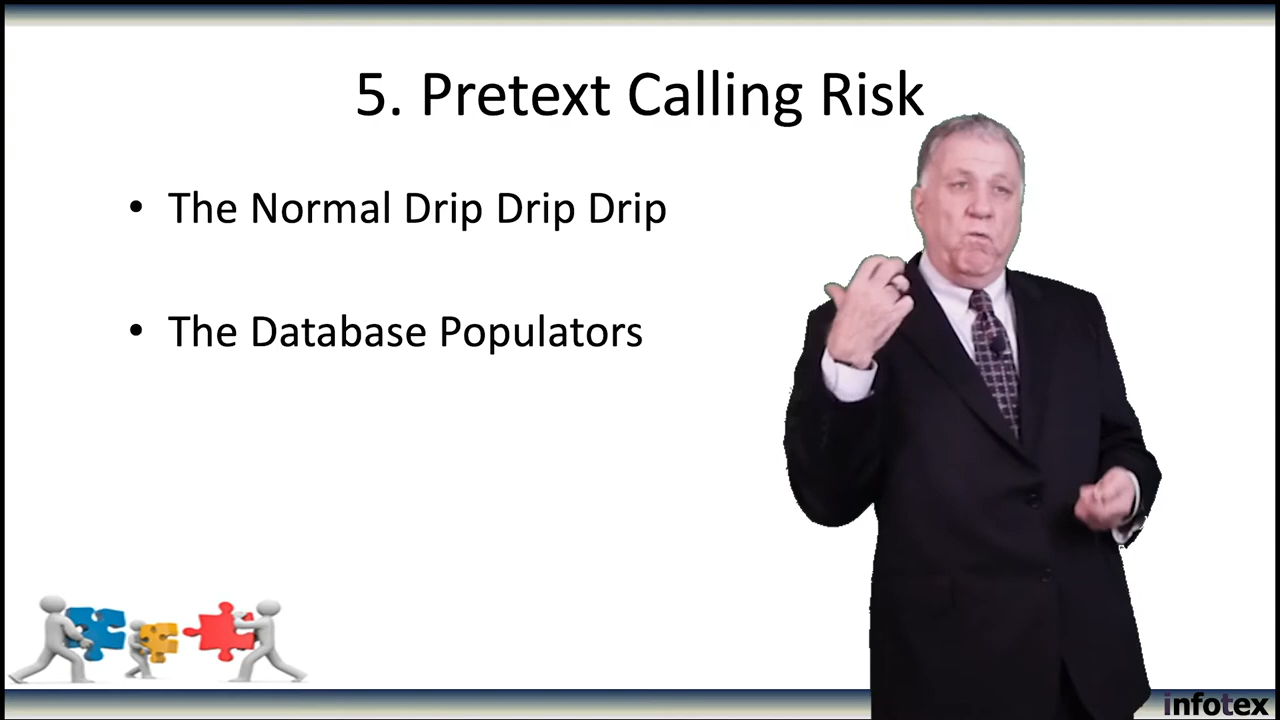 5. Pretext Calling Risk
• The Normal Drip Drip Drip
• The Database Populators
infotex